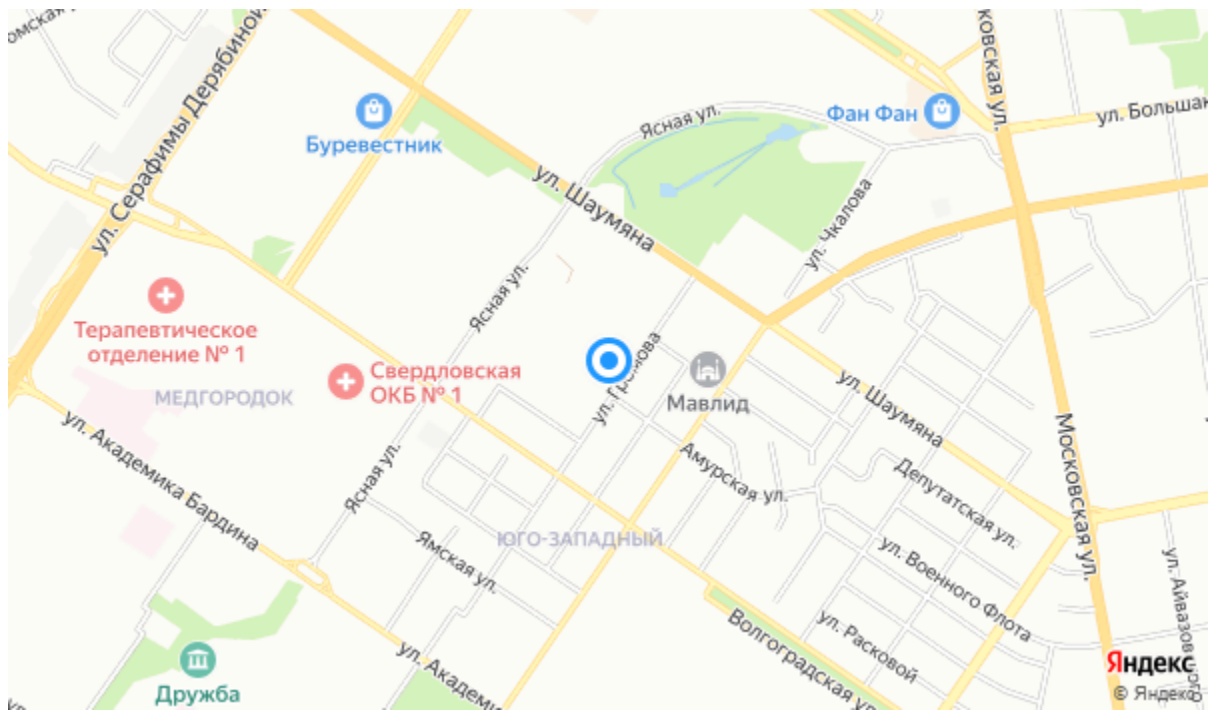 ул. Серафимы Дерябиной
Буревестник
Ясная ул.
Фан Фан
ул. Большак
ковская ул.
ул. Шаумяна
ул. Чкалова
Ясная ул.
Терапевтическое
отделение № 1
Свердловская
ОКБ № 1
МЕДГОРОДОК
ул. Громова
Мавлид
ул. Шаумяна
Московская ул.
ул. Академика Бардина
Ясная ул.
Амурская ул.
Депутатская ул.
ЮГО-ЗАПАДНЫЙ
Ямская ул.
ул. Военного Флота
ул. Айвазовского
Волгоградская ул.
ул. Расковой
ул. Академи
Дружба
Яндекс
© Яндекс